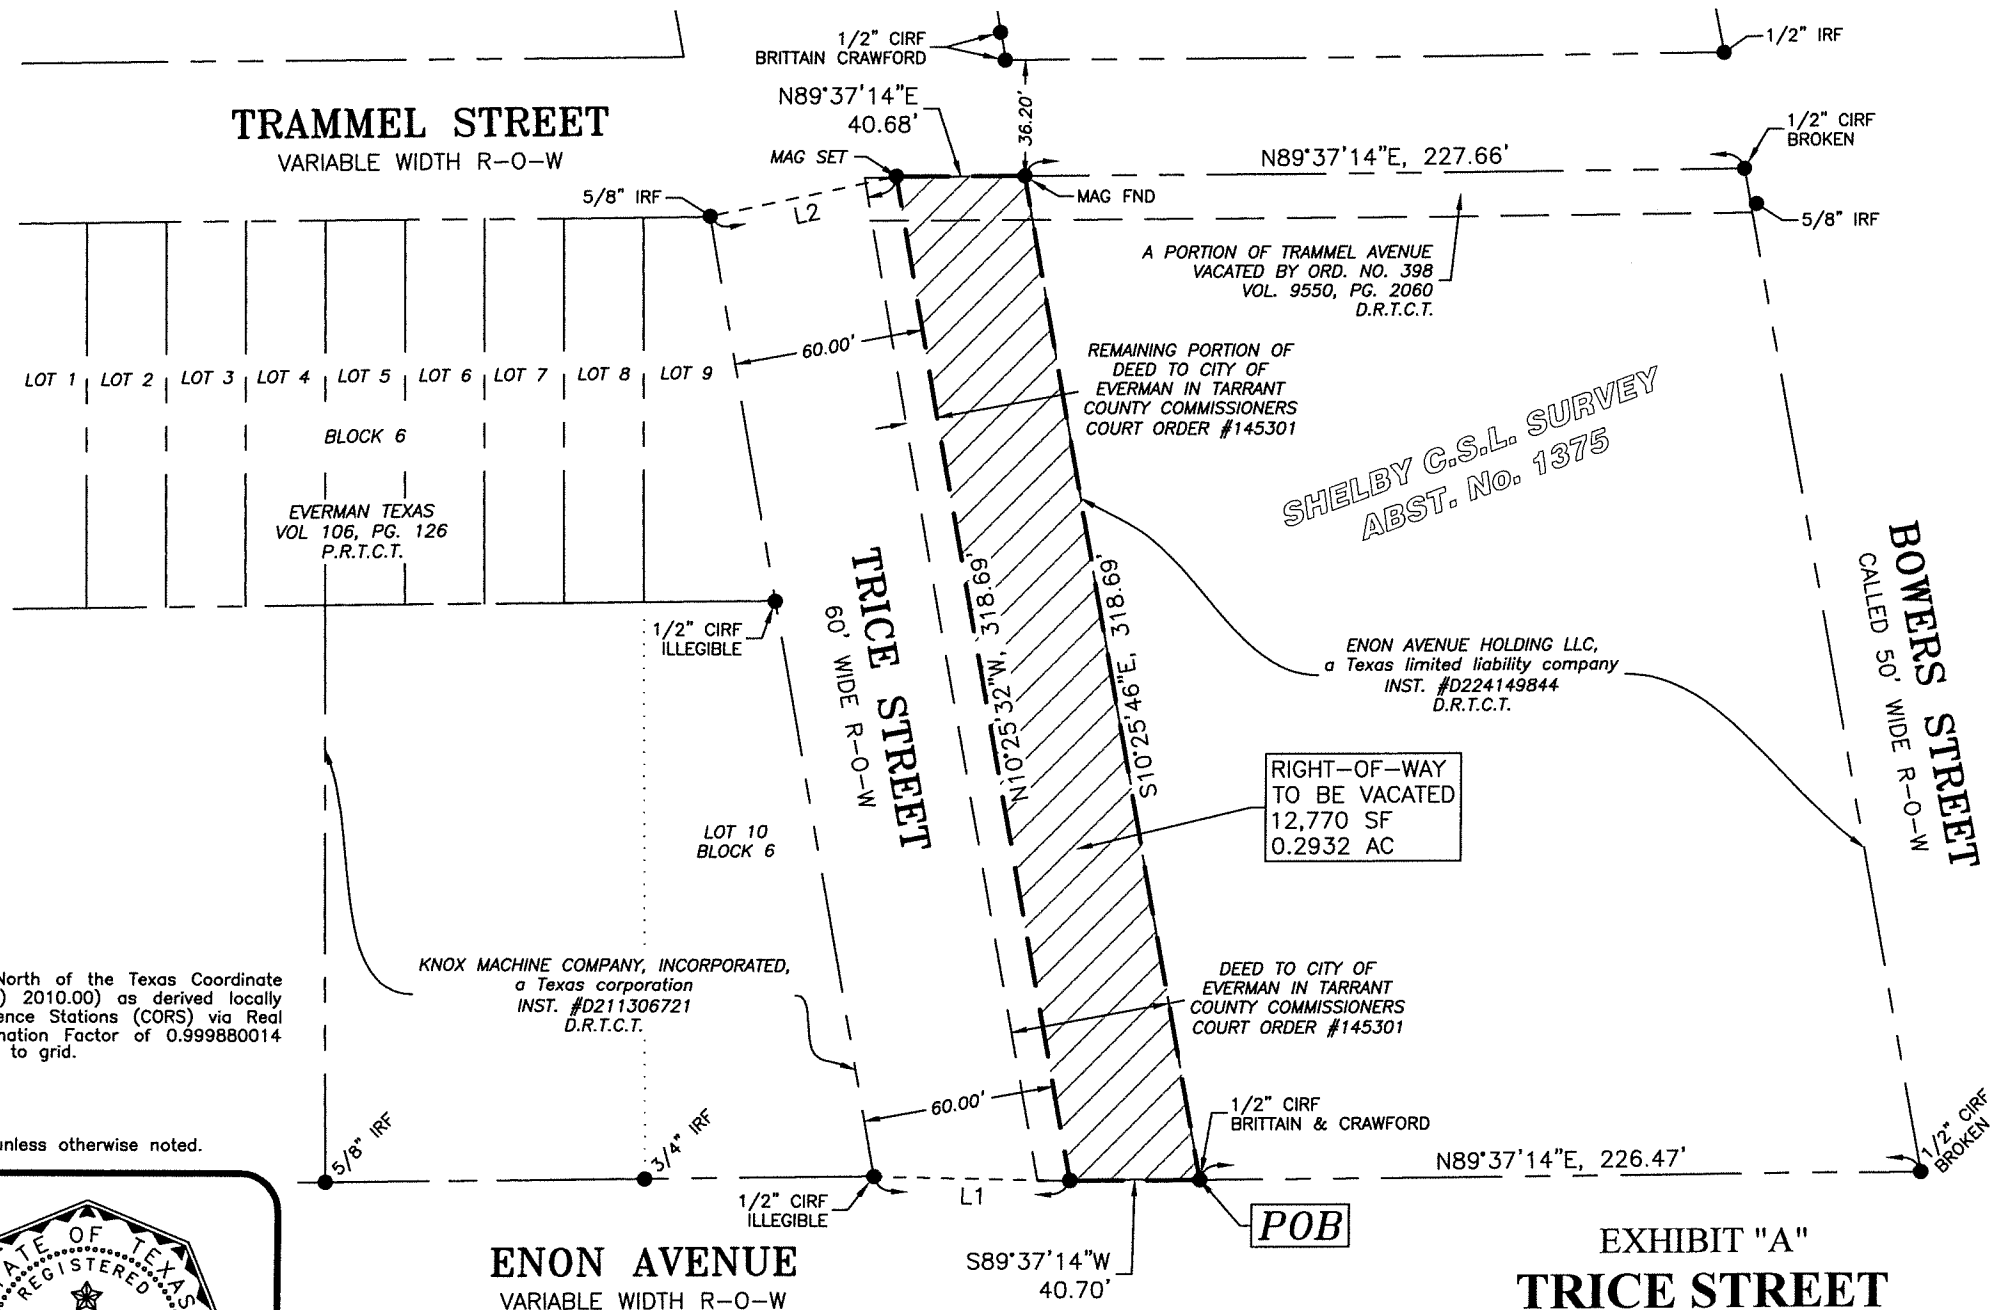 1/2" CIRF
BRITTAIN CRAWFORD
1/2" IRF
N89°37'14"E
40.68'
36.20'
TRAMMEL STREET
VARIABLE WIDTH R-O-W
MAG SET
N89°37'14"E, 227.66'
1/2" CIRF
BROKEN
5/8" IRF
L2
MAG FND
5/8" IRF
A PORTION OF TRAMMEL AVENUE
VACATED BY ORD. NO. 398
VOL. 9550, PG. 2060
D.R.T.C.T.
60.00'
REMAINING PORTION OF
DEED TO CITY OF
EVERMAN IN TARRANT
COUNTY COMMISSIONERS
COURT ORDER #145301
LOT 1
LOT 2
LOT 3
LOT 4
LOT 5
LOT 6
LOT 7
LOT 8
LOT 9
BLOCK 6
EVERMAN TEXAS
VOL 106, PG. 126
P.R.T.C.T.
SHELBY C.S.L. SURVEY
ABST. No. 1375
TRICE STREET
60' WIDE R-O-W
N10°25'32"W, 318.69'
S10°25'46"E, 318.69'
BOWERS STREET
CALLED 50' WIDE R-O-W
1/2" CIRF
ILLEGIBLE
ENON AVENUE HOLDING LLC,
a Texas limited liability company
INST. #D224149844
D.R.T.C.T.
RIGHT-OF-WAY
TO BE VACATED
12,770 SF
0.2932 AC
LOT 10
BLOCK 6
KNOX MACHINE COMPANY, INCORPORATED,
a Texas corporation
INST. #D211306721
D.R.T.C.T.
DEED TO CITY OF
EVERMAN IN TARRANT
COUNTY COMMISSIONERS
COURT ORDER #145301
North of the Texas Coordinate
) 2010.00) as derived locally
ence Stations (CORS) via Real
nation Factor of 0.999880014
to grid.
60.00'
1/2" CIRF
BRITTAIN & CRAWFORD
unless otherwise noted.
5/8" IRF
3/4" IRF
N89°37'14"E, 226.47'
1/2" CIRF
BROKEN
1/2" CIRF
ILLEGIBLE
L1
POB
S89°37'14"W
40.70'
ENON AVENUE
VARIABLE WIDTH R-O-W
EXHIBIT "A"
TRICE STREET
ATE OF TEXAS
REGISTERED